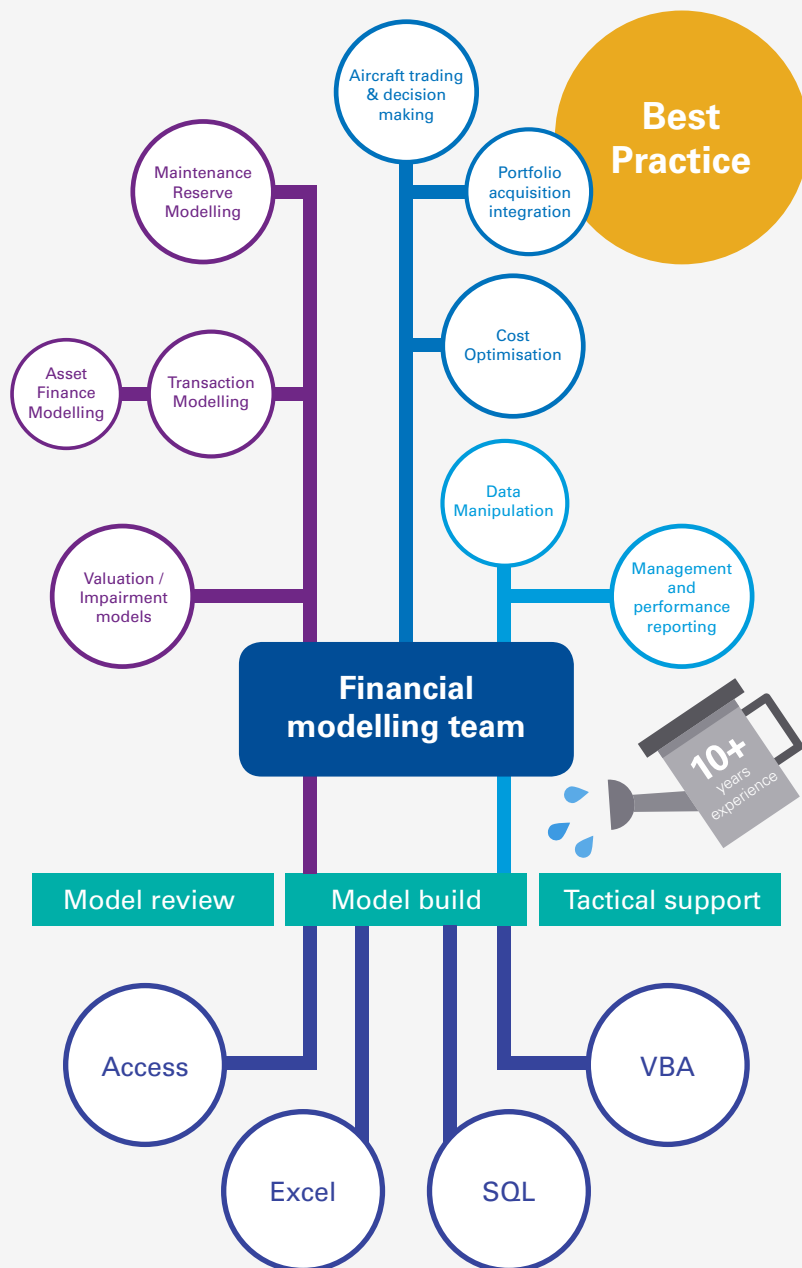 Aircraft trading
& decision
making
Best
Practice
Maintenance
Reserve
Modelling
Portfolio
acquisition
integration
Cost
Optimisation
Asset
Finance
Modelling
Transaction
Modelling
Data
Manipulation
Valuation /
Impairment
models
Management
and
performance
reporting
Financial
modelling team
10+
years
experience
Model review
Model build
Tactical support
Access
VBA
Excel
SQL